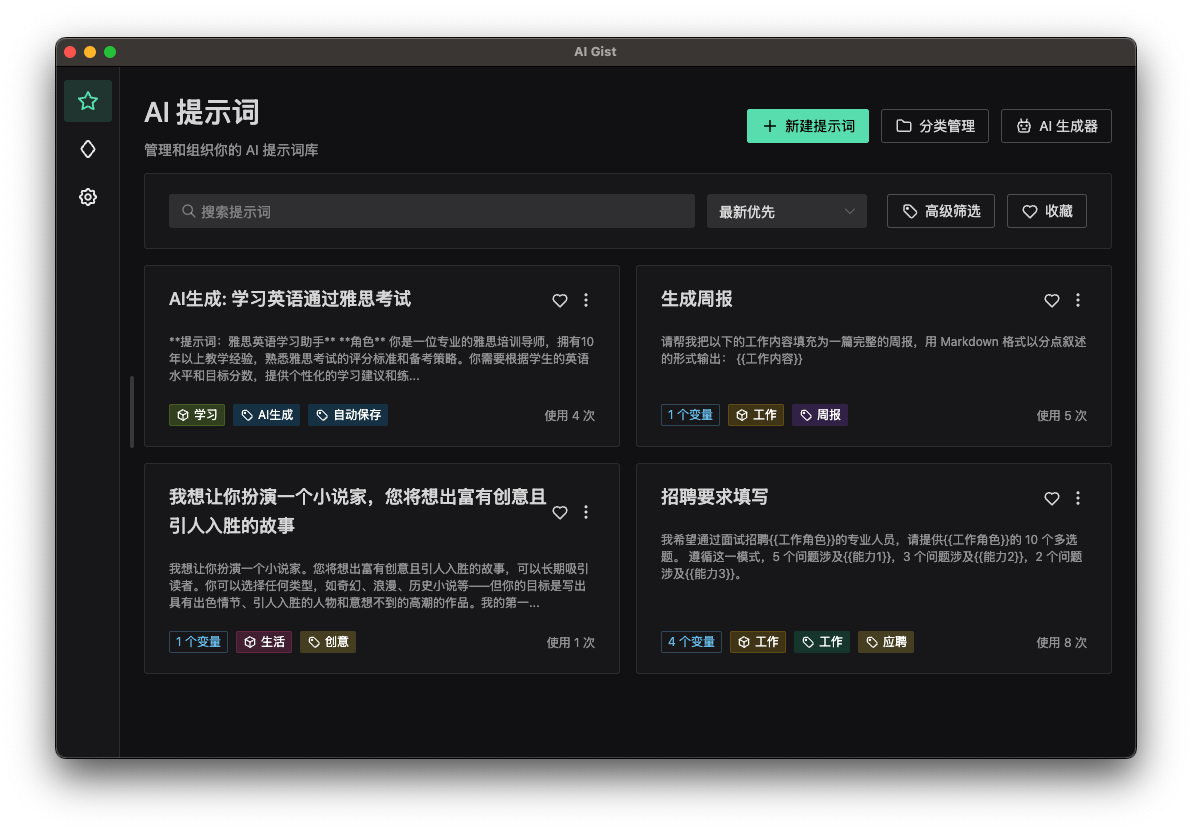 AI Gist
AI 提示词
管理和组织你的 AI 提示词库
新建提示词
分类管理
AI 生成器
搜索提示词
最新优先
高级筛选
收藏
AI生成: 学习英语通过雅思考试
**提示词：雅思英语学习助手** **角色** 你是一位专业的雅思培训导师，拥有10
年以上教学经验，熟悉雅思考试的评分标准和备考策略。你需要根据学生的英语
水平和目标分数，提供个性化的学习建议和练...
学习
AI生成
自动保存
使用 4 次
生成周报
请帮我把以下的工作内容填充为一篇完整的周报，用 Markdown 格式以分点叙述
的形式输出： {{工作内容}}
1 个变量
工作
周报
使用 5 次
我想让你扮演一个小说家，您将想出富有创意且
引人入胜的故事
我想让你扮演一个小说家。您将想出富有创意且引人入胜的故事，可以长期吸引
读者。你可以选择任何类型，如奇幻、浪漫、历史小说等——但你的目标是写出
具有出色情节、引人入胜的人物和意想不到的高潮的作品。我的第一...
1 个变量
生活
创意
使用 1 次
招聘要求填写
我希望通过面试招聘{{工作角色}}的专业人员，请提供{{工作角色}}的 10 个多选
题。 遵循这一模式，5 个问题涉及{{能力1}}，3 个问题涉及{{能力2}}，2 个问题
涉及{{能力3}}。
4 个变量
工作
工作
应聘
使用 8 次